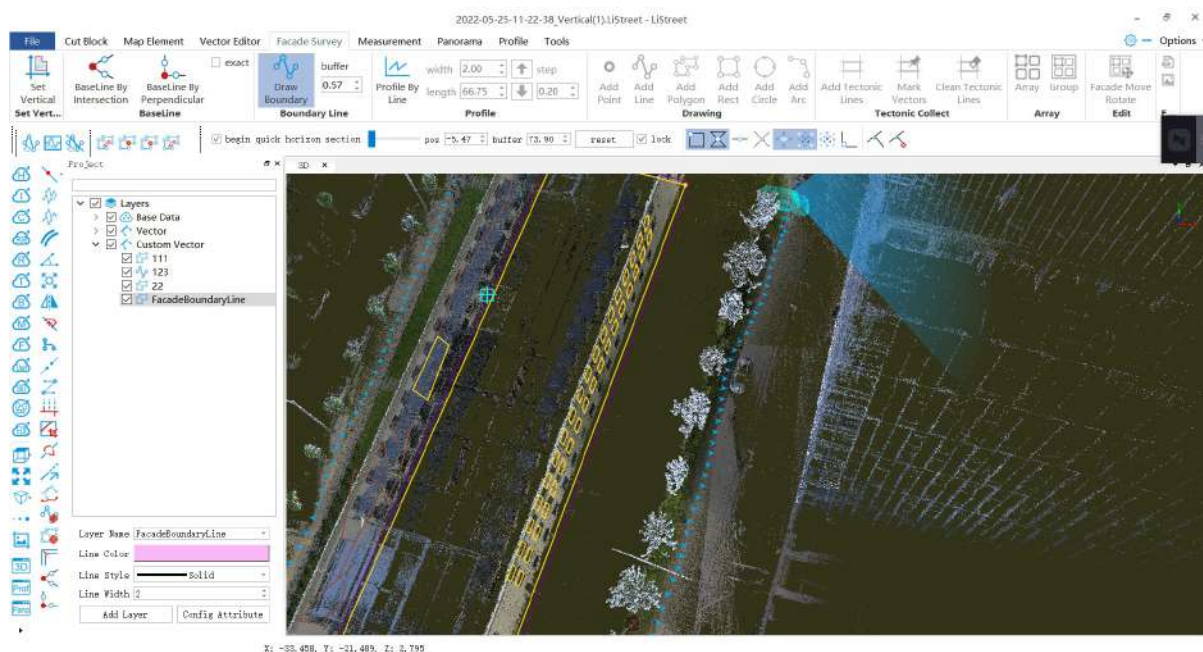 2022-05-25-11-22-38_Vertical(1).LiStreet - LiStreet
File Cut Block Map Element Vector Editor Facade Survey Measurement Panorama Profile Tools Options
Set Vertical BaseLine By Intersection BaseLine By Perpendicular exact Draw Boundary buffer 0.57 Profile By Line width 2.00 step length 66.75 0.20 Add Point Add Line Add Polygon Add Rect Add Circle Add Arc Add Tectonic Lines Mark Vectors Clean Tectonic Lines Array Group Facade Move Rotate
Set Vert... BaseLine Boundary Line Profile Drawing Tectonic Collect Array Edit F...
begin quick horizon section pos -5.47 buffer 73.90 reset lock
Project
3D
Layers
Base Data
Vector
Custom Vector
111
123
22
FacadeBoundaryLine
Layer Name FacadeBoundaryLine
Line Color
Line Style Solid
Line Width 2
Add Layer Config Attribute
3D
Prof
Pano
X: -33.458, Y: -21.489, Z: 2.795